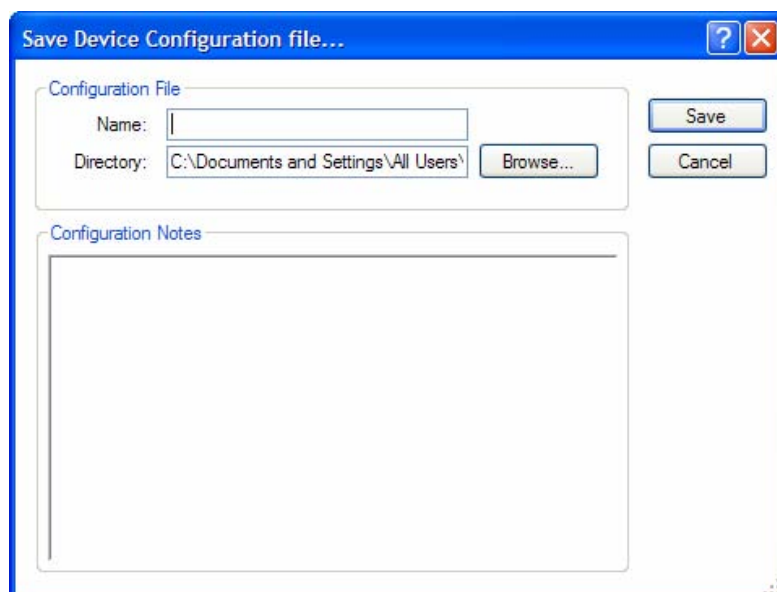 Save Device Configuration file...
Configuration File
Name:
Save
Directory:
C:\Documents and Settings\All Users\
Browse...
Cancel
Configuration Notes